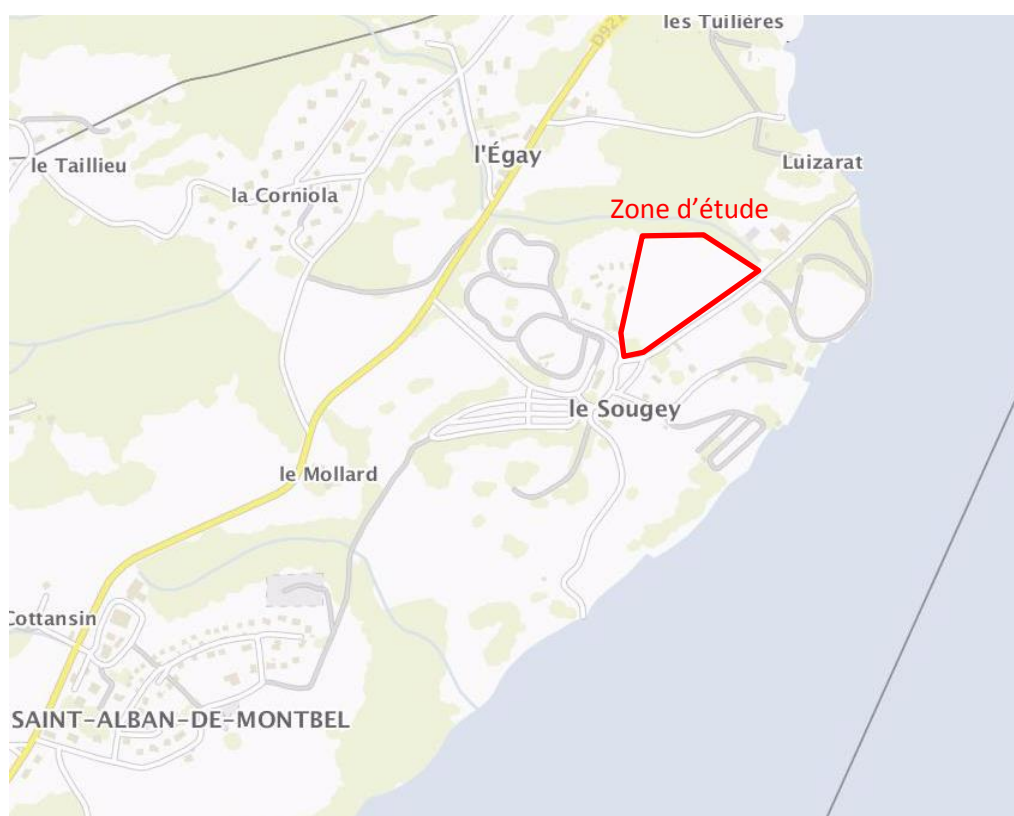 les Tuilières
D921
l'Égay
le Taillieu
Luizarat
la Corniola
Zone d'étude
le Sougey
le Mollard
Cottansin
SAINT-ALBAN-DE-MONTBEL